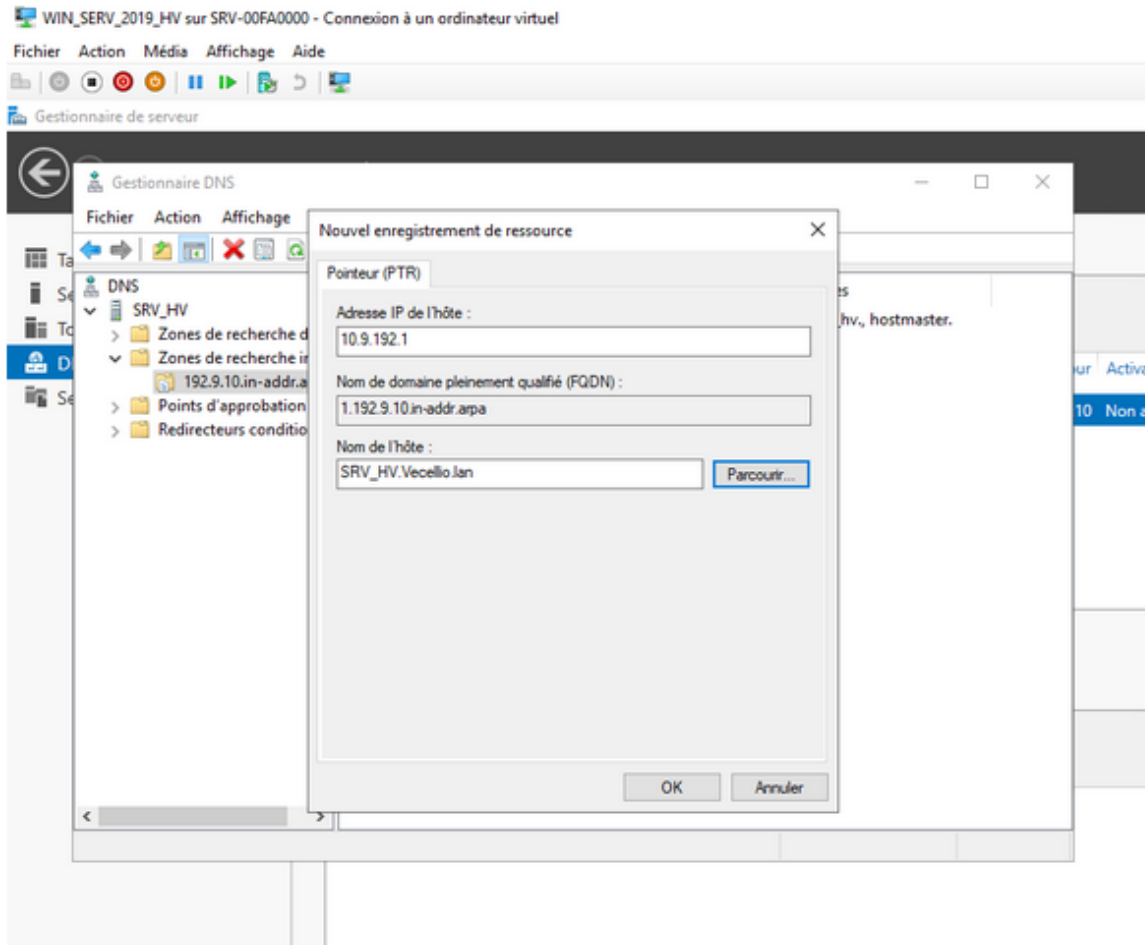 WIN_SERV_2019_HV sur SRV-00FA0000 - Connexion à un ordinateur virtuel
Fichier Action Média Affichage Aide
Gestionnaire de serveur
Gestionnaire DNS
Fichier Action Affichage
Nouvel enregistrement de ressource
Pointeur (PTR)
DNS
SRV_HV
Zones de recherche d
Zones de recherche in
192.9.10.in-addr.a
Points d'approbation
Redirecteurs conditio
Adresse IP de l'hôte :
10.9.192.1
Nom de domaine pleinement qualifié (FQDN) :
1.192.9.10.in-addr.arpa
Nom de l'hôte :
SRV_HV.Vecellio.lan
Parcourir...
_hv., hostmaster.
ur Activa
10 Non a
OK Annuler